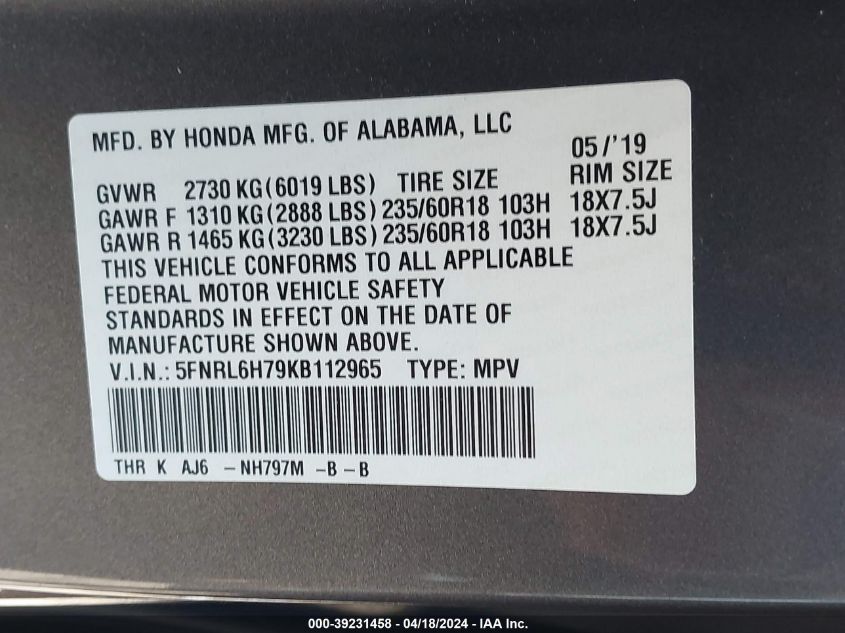 MFD. BY HONDA MFG. OF ALABAMA, LLC
05/'19
GVWR 2730 KG (6019 LBS) TIRE SIZE RIM SIZE
GAWR F 1310 KG (2888 LBS) 235/60R18 103H 18X7.5J
GAWR R 1465 KG (3230 LBS) 235/60R18 103H 18X7.5J
THIS VEHICLE CONFORMS TO ALL APPLICABLE
FEDERAL MOTOR VEHICLE SAFETY
STANDARDS IN EFFECT ON THE DATE OF
MANUFACTURE SHOWN ABOVE.
V.I.N.: 5FNRL6H79KB112965 TYPE: MPV
THR K AJ6 -NH797M -B-B
000-39231458 - 04/18/2024 - IAA Inc.